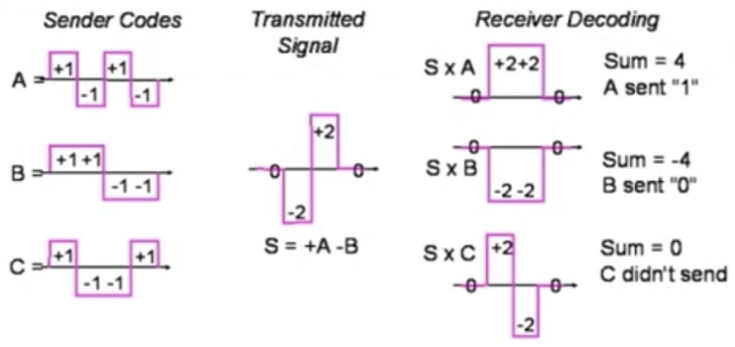 Sender Codes
Transmitted
Signal
Receiver Decoding
A =
+1
-1
+1
-1
B =
+1 +1
-1 -1
C =
+1
-1 -1
+1
0
-2
+2
0
S = +A -B
S x A
0
+2+2
0
Sum = 4
A sent "1"
S x B
0
-2 -2
0
Sum = -4
B sent "0"
S x C
0
+2
-2
0
Sum = 0
C didn't send